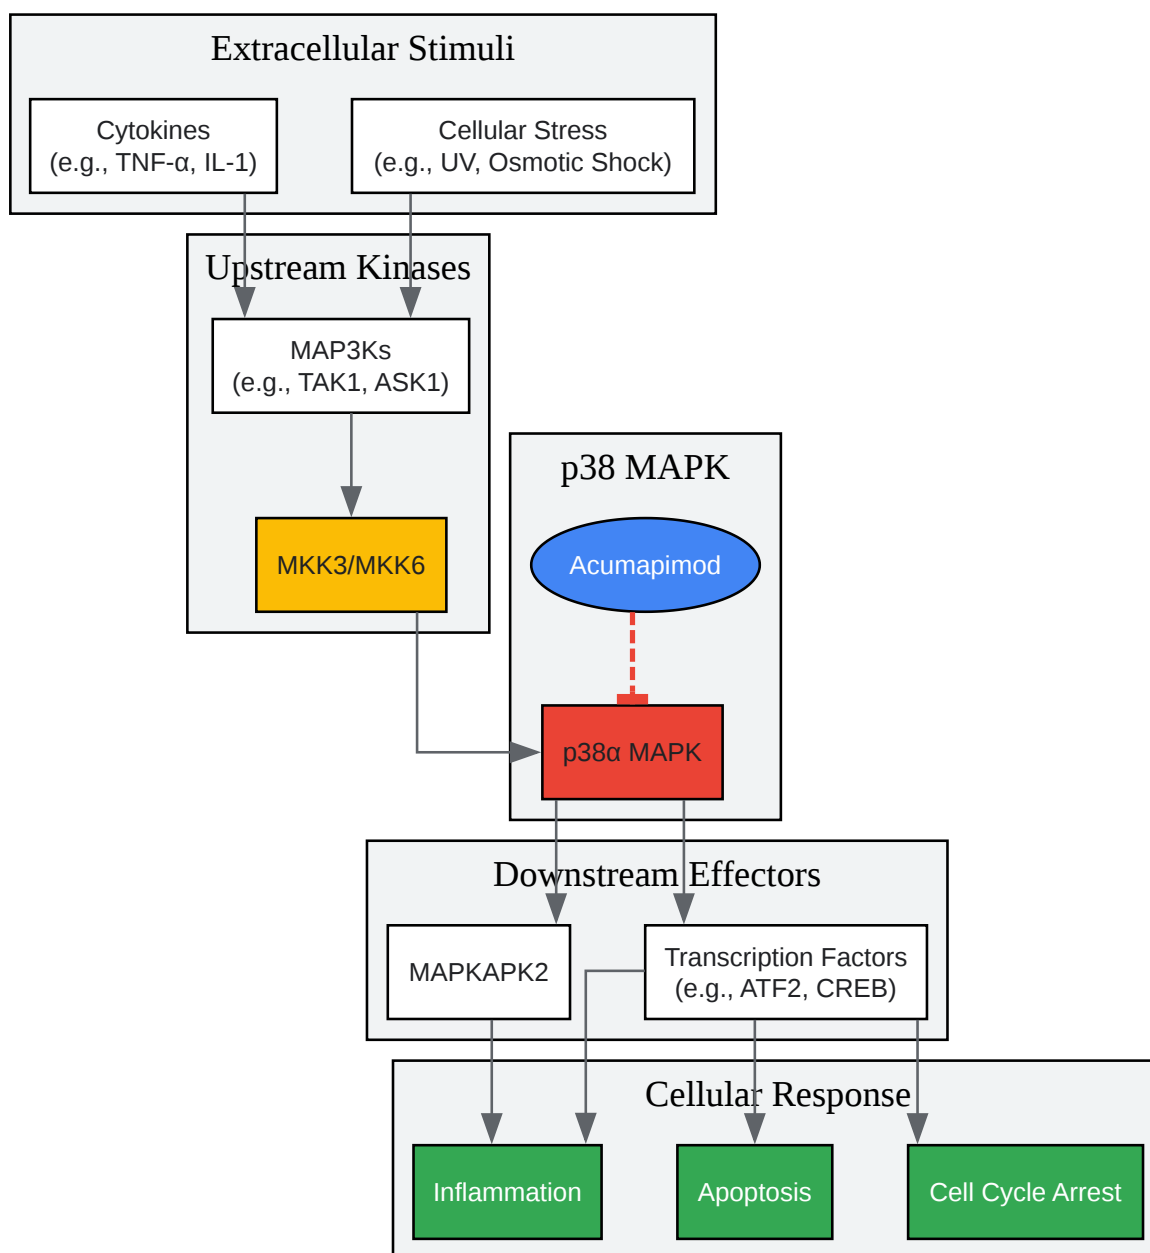 Extracellular Stimuli
Cytokines
(e.g., TNF-α, IL-1)
Cellular Stress
(e.g., UV, Osmotic Shock)
Upstream Kinases
MAP3Ks
(e.g., TAK1, ASK1)
MKK3/MKK6
p38 MAPK
Acumapimod
p38α MAPK
Downstream Effectors
MAPKAPK2
Transcription Factors
(e.g., ATF2, CREB)
Cellular Response
Inflammation
Apoptosis
Cell Cycle Arrest